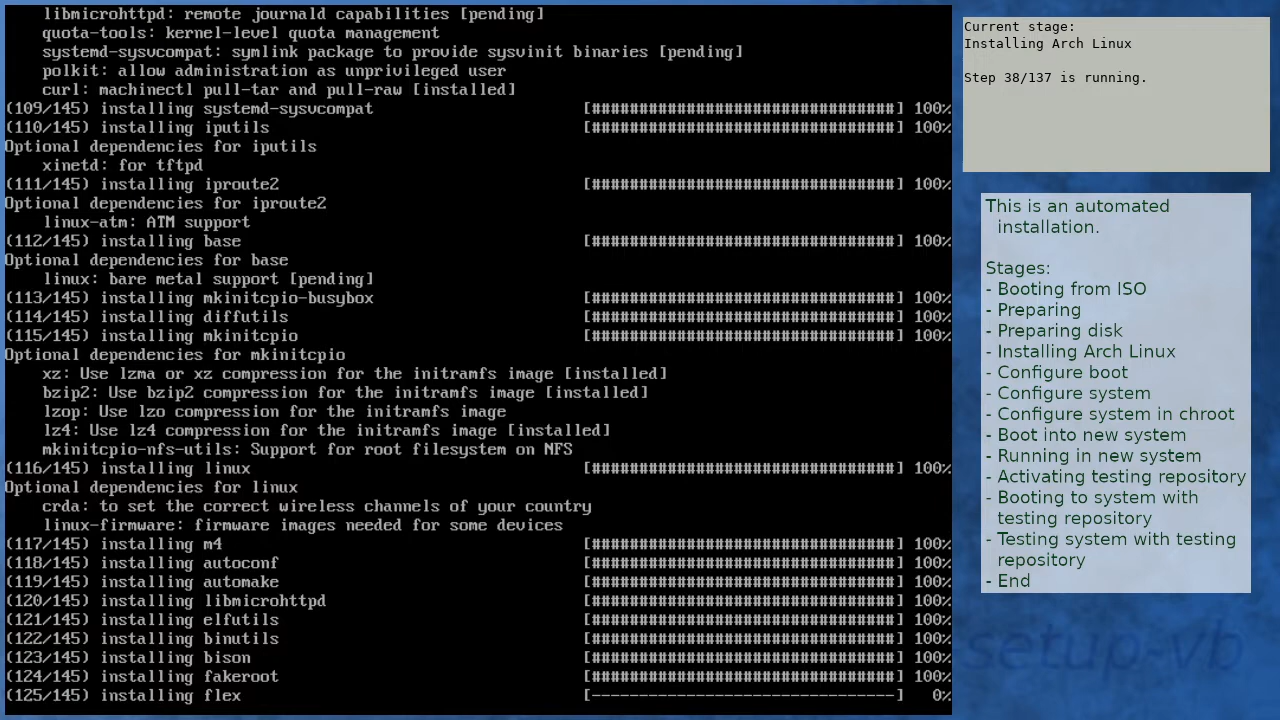 libmicrohttpd: remote journald capabilities [pending]
quota-tools: kernel-level quota management
systemd-sysvcompat: symlink package to provide sysvinit binaries [pending]
polkit: allow administration as unprivileged user
curl: machinectl pull-tar and pull-raw [installed]
(109/145) installing systemd-sysvcompat [################################] 100%
(110/145) installing iputils [################################] 100%
Optional dependencies for iputils
xinetd: for tftpd
(111/145) installing iproute2 [################################] 100%
Optional dependencies for iproute2
linux-atm: ATM support
(112/145) installing base [################################] 100%
Optional dependencies for base
linux: bare metal support [pending]
(113/145) installing mkinitcpio-busybox [################################] 100%
(114/145) installing diffutils [################################] 100%
(115/145) installing mkinitcpio [################################] 100%
Optional dependencies for mkinitcpio
xz: Use lzma or xz compression for the initramfs image [installed]
bzip2: Use bzip2 compression for the initramfs image [installed]
lzop: Use lzo compression for the initramfs image
lz4: Use lz4 compression for the initramfs image [installed]
mkinitcpio-nfs-utils: Support for root filesystem on NFS
(116/145) installing linux [################################] 100%
Optional dependencies for linux
crda: to set the correct wireless channels of your country
linux-firmware: firmware images needed for some devices
(117/145) installing m4 [################################] 100%
(118/145) installing autoconf [################################] 100%
(119/145) installing automake [################################] 100%
(120/145) installing libmicrohttpd [################################] 100%
(121/145) installing elfutils [################################] 100%
(122/145) installing binutils [################################] 100%
(123/145) installing bison [################################] 100%
(124/145) installing fakeroot [################################] 100%
(125/145) installing flex [--------------------------------] 0%
Current stage:
Installing Arch Linux
Step 38/137 is running.
This is an automated
installation.
Stages:
- Booting from ISO
- Preparing
- Preparing disk
- Installing Arch Linux
- Configure boot
- Configure system
- Configure system in chroot
- Boot into new system
- Running in new system
- Activating testing repository
- Booting to system with
testing repository
- Testing system with testing
repository
- End
setup-vb